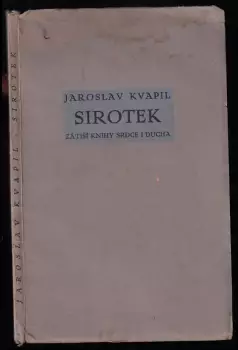 JAROSLAV KVAPIL
SIROTEK
ZÁTIŠÍ KNIHY SRDCE I DUCHA
JAROSLAV KVAPIL SIROTEK